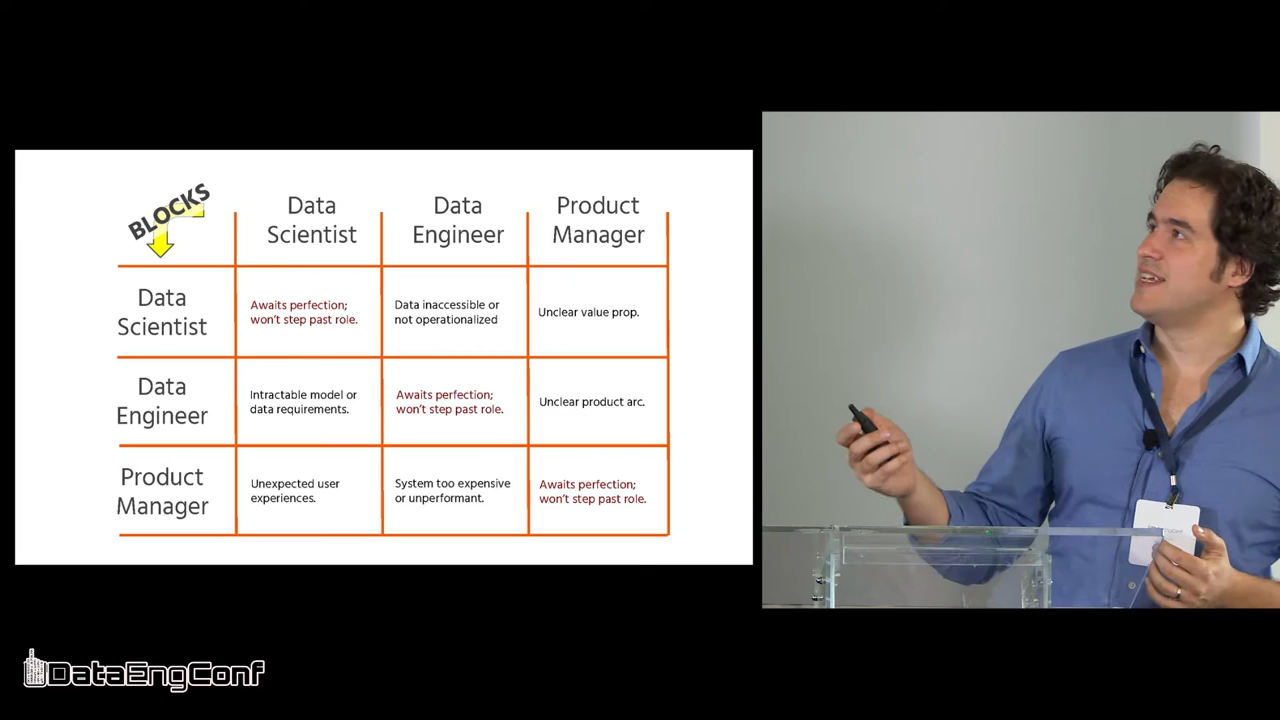 BLOCKS
Data
Scientist
Data
Engineer
Product
Manager
Data
Scientist
Awaits perfection;
won't step past role.
Data inaccessible or
not operationalized
Unclear value prop.
Data
Engineer
Intractable model or
data requirements.
Awaits perfection;
won't step past role.
Unclear product arc.
Product
Manager
Unexpected user
experiences.
System too expensive
or unperformant.
Awaits perfection;
won't step past role.
DataEngConf